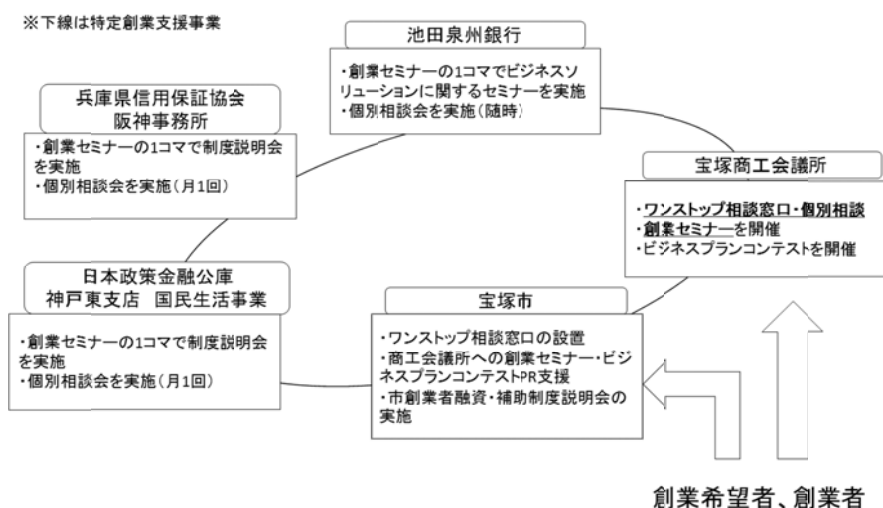 ※下線は特定創業支援事業
池田泉州銀行
・創業セミナーの1コマでビジネスソ
リューションに関するセミナーを実施
・個別相談会を実施(随時)
兵庫県信用保証協会
阪神事務所
・創業セミナーの1コマで制度説明会
を実施
・個別相談会を実施(月1回)
宝塚商工会議所
・ワンストップ相談窓口・個別相談
・創業セミナーを開催
・ビジネスプランコンテストを開催
日本政策金融公庫
神戸東支店 国民生活事業
・創業セミナーの1コマで制度説明会
を実施
・個別相談会を実施(月1回)
宝塚市
・ワンストップ相談窓口の設置
・商工会議所への創業セミナー・ビジ
ネスプランコンテストPR支援
・市創業者融資・補助制度説明会の
実施
創業希望者、創業者